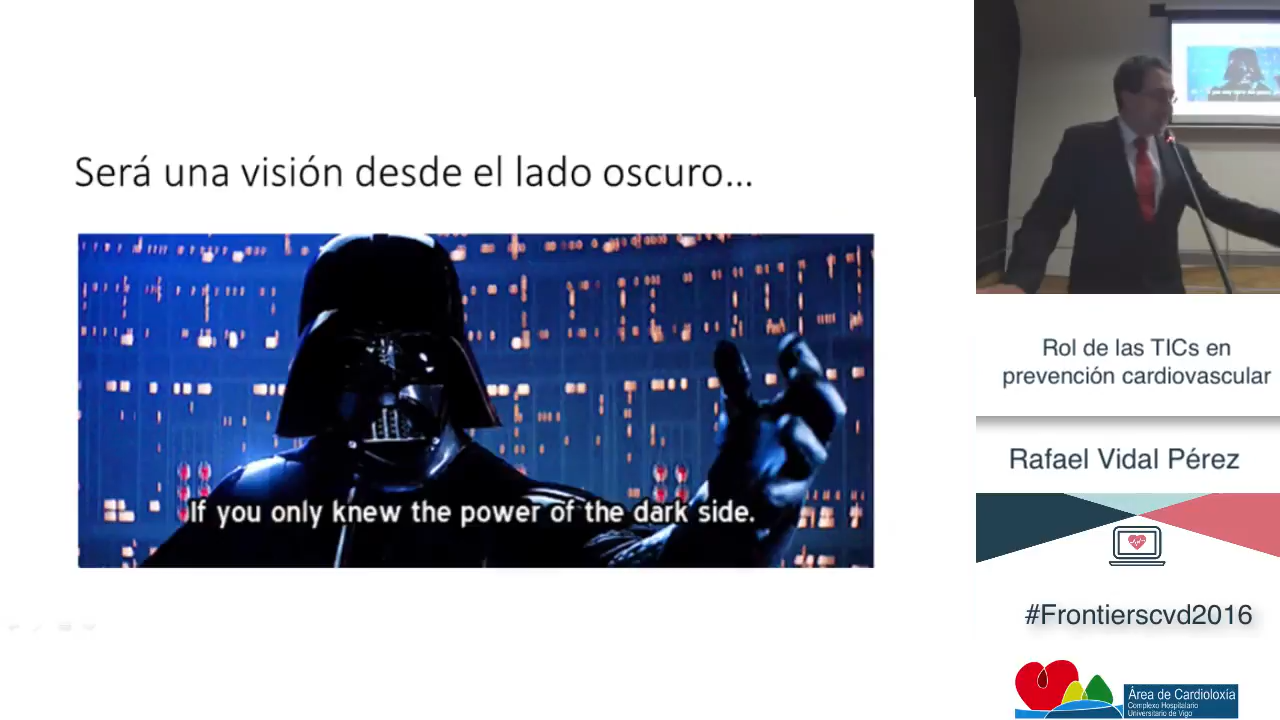 Será una visión desde el lado oscuro...
If you only knew the power of the dark side.
Rol de las TICs en
prevención cardiovascular
Rafael Vidal Pérez
#Frontierscvd2016
Área de Cardioloxía
Complexo Hospitalario
Universitario de Vigo